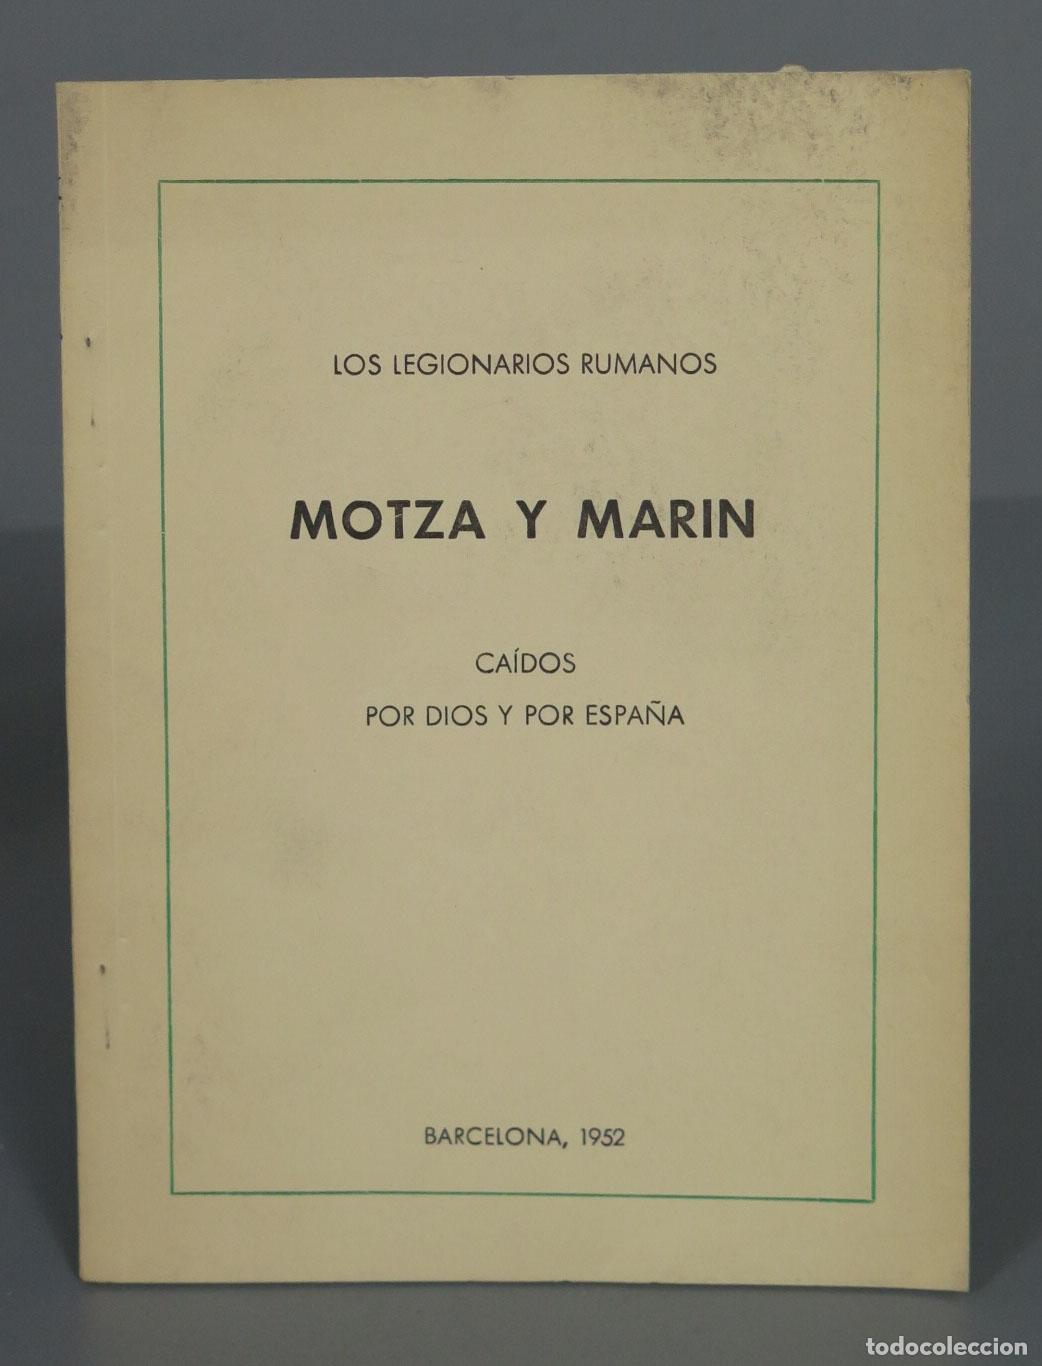 LOS LEGIONARIOS RUMANOS
MOTZA Y MARIN
CAÍDOS
POR DIOS Y POR ESPAÑA
BARCELONA, 1952
todocoleccion